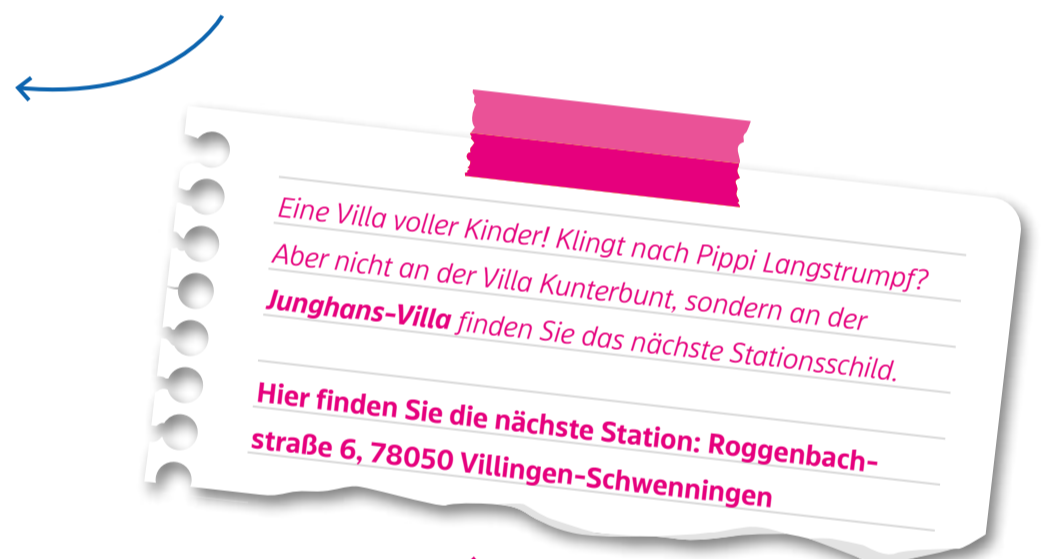 Eine Villa voller Kinder! Klingt nach Pippi Langstrumpf?
Aber nicht an der Villa Kunterbunt, sondern an der
Junghans-Villa finden Sie das nächste Stationsschild.
Hier finden Sie die nächste Station: Roggenbach-
straße 6, 78050 Villingen-Schwenningen